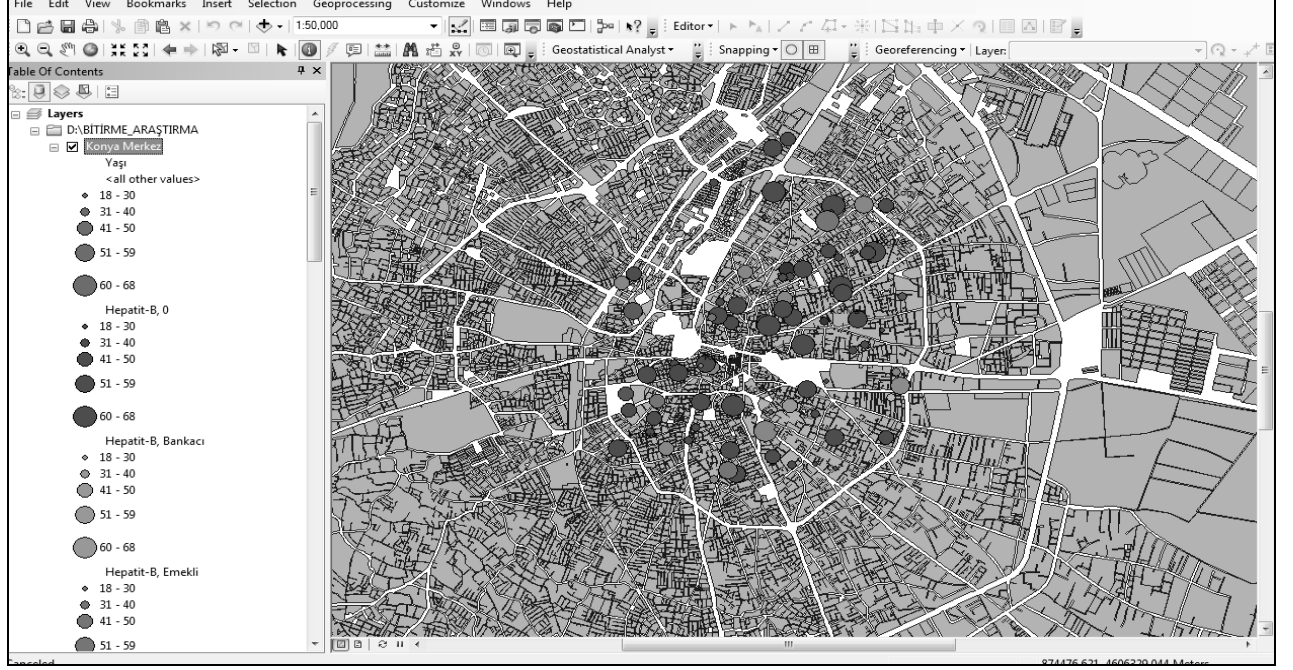 File Edit View Bookmarks Insert Selection Geoprocessing Customize Windows Help
1:50,000 Editor
Geostatistical Analyst Snapping Georeferencing Layer:
Table Of Contents
Layers
D:\BİTİRME_ARAŞTIRMA
Konya Merkez
Yaşı
<all other values>
18 - 30
31 - 40
41 - 50
51 - 59
60 - 68
Hepatit-B, 0
18 - 30
31 - 40
41 - 50
51 - 59
60 - 68
Hepatit-B, Bankacı
18 - 30
31 - 40
41 - 50
51 - 59
60 - 68
Hepatit-B, Emekli
18 - 30
31 - 40
41 - 50
51 - 59
Canceled 874476,621 4606329,044 Meters